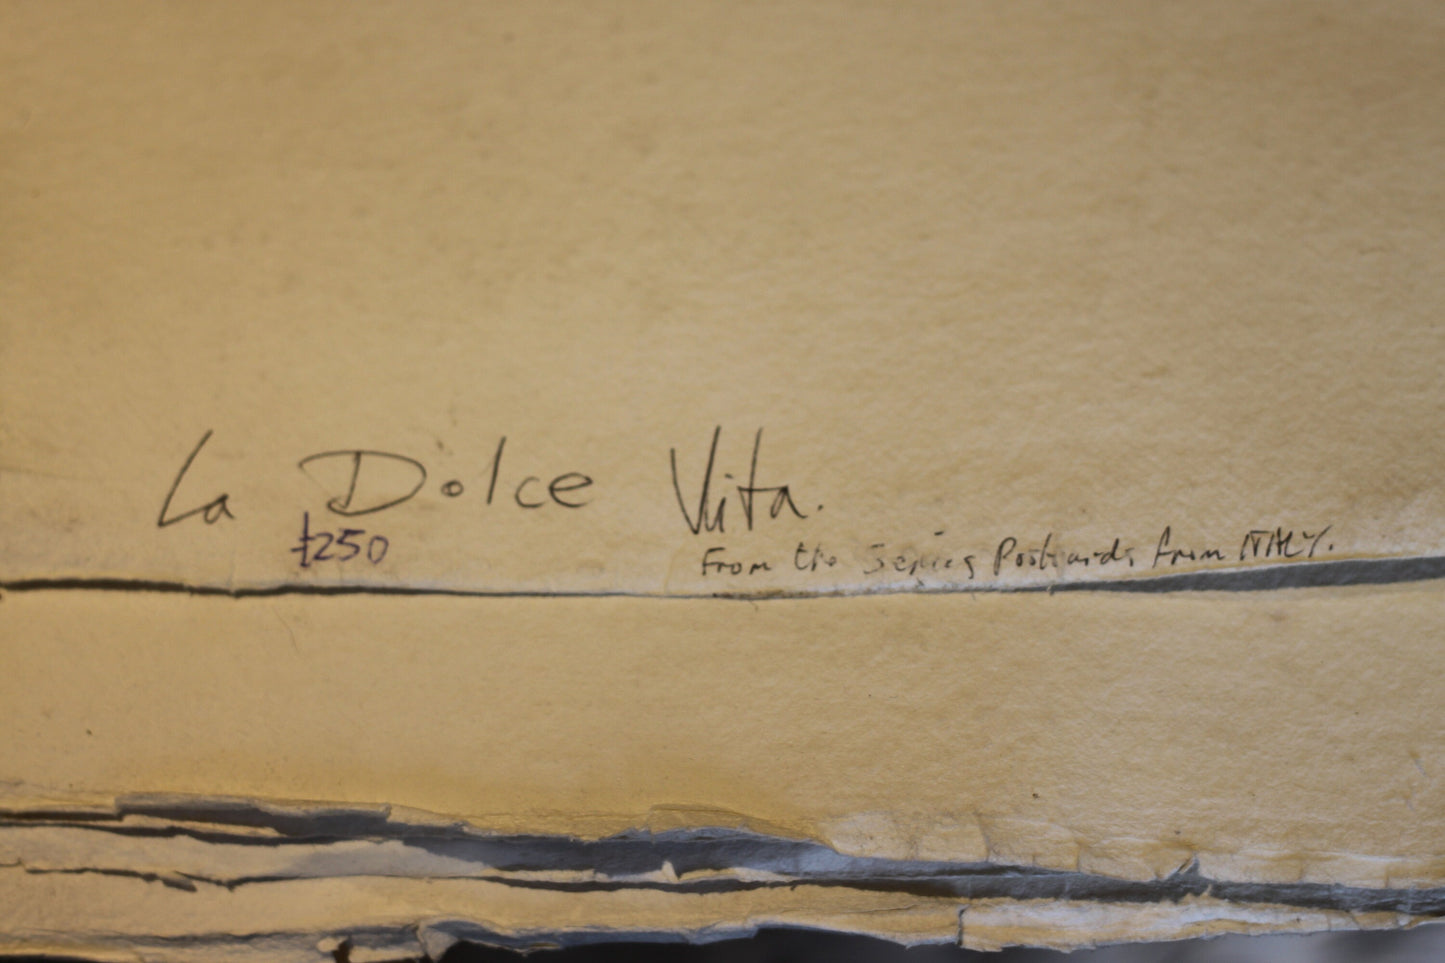 La Dolce Vita.
£250
From the Series Postcards from ITALY.